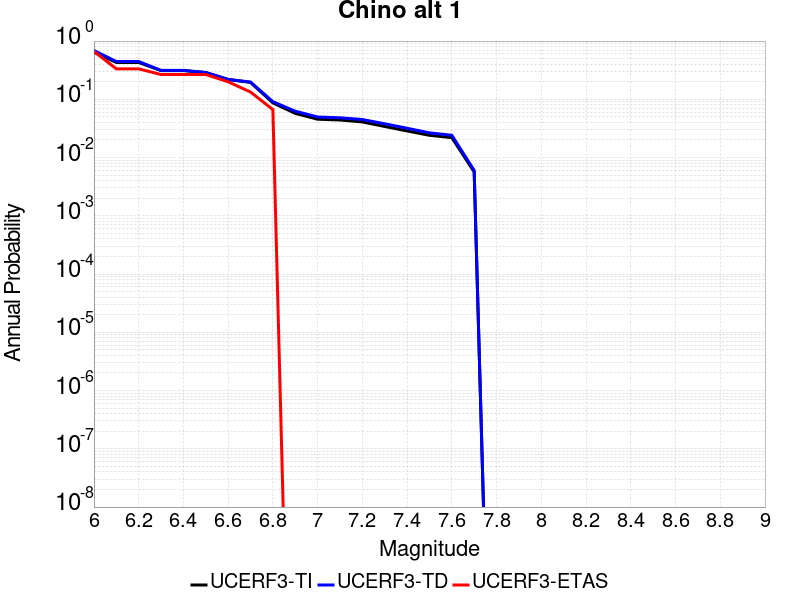 Chino alt 1
10^0
10^-1
10^-2
10^-3
10^-4
10^-5
10^-6
10^-7
10^-8
Annual Probability
6 6.2 6.4 6.6 6.8 7 7.2 7.4 7.6 7.8 8 8.2 8.4 8.6 8.8 9
Magnitude
UCERF3-TI UCERF3-TD UCERF3-ETAS